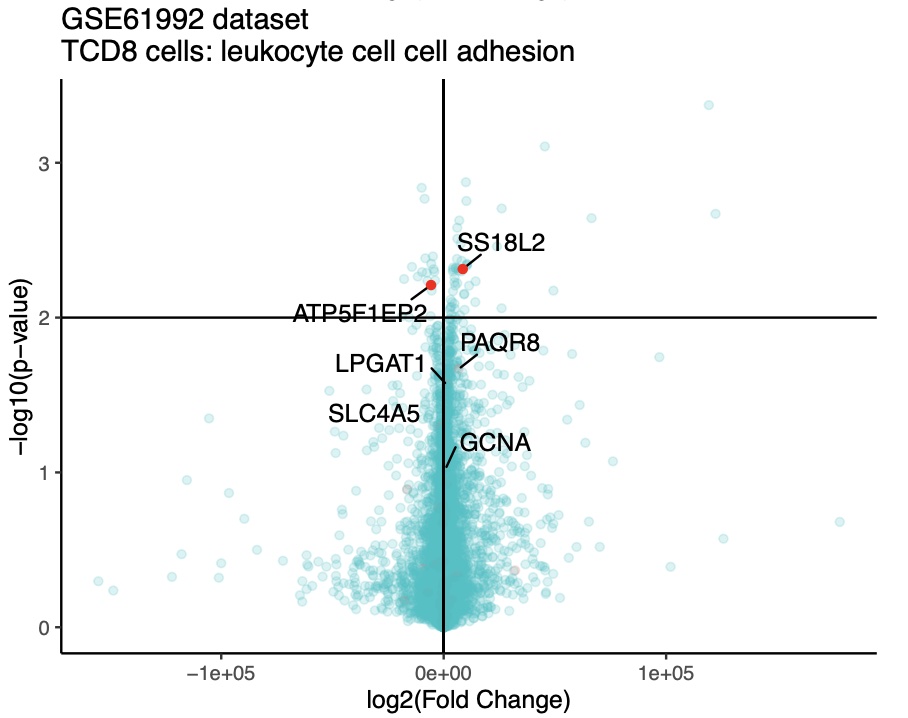 GSE61992 dataset
TCD8 cells: leukocyte cell cell adhesion
3
SS18L2
ATP5F1EP2
2
PAQR8
LPGAT1
SLC4A5
GCNA
1
0
−log10(p−value)
−1e+05 0e+00 1e+05
log2(Fold Change)